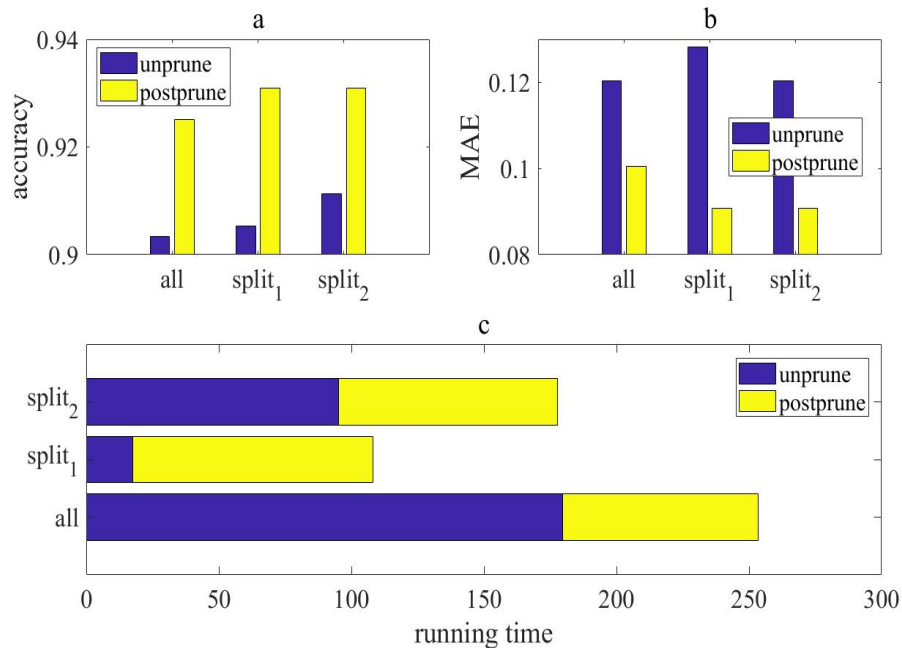 a
0.94
0.92
0.9
accuracy
unprune
postprune
all
split1
split2
b
0.12
0.1
0.08
MAE
unprune
postprune
all
split1
split2
c
split2
split1
all
unprune
postprune
0
50
100
150
200
250
300
running time